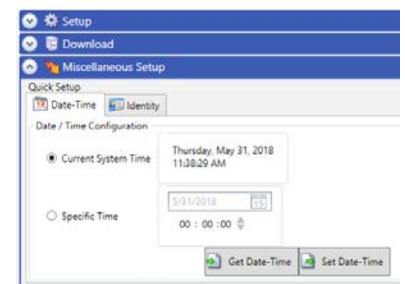 Setup
Download
Miscellaneous Setup
Quick Setup
Date-Time Identity
Date / Time Configuration
Current System Time
Thursday, May 31, 2018
11:38:29 AM
5/31/2018 15
Specific Time
00 : 00 :00
Get Date-Time Set Date-Time